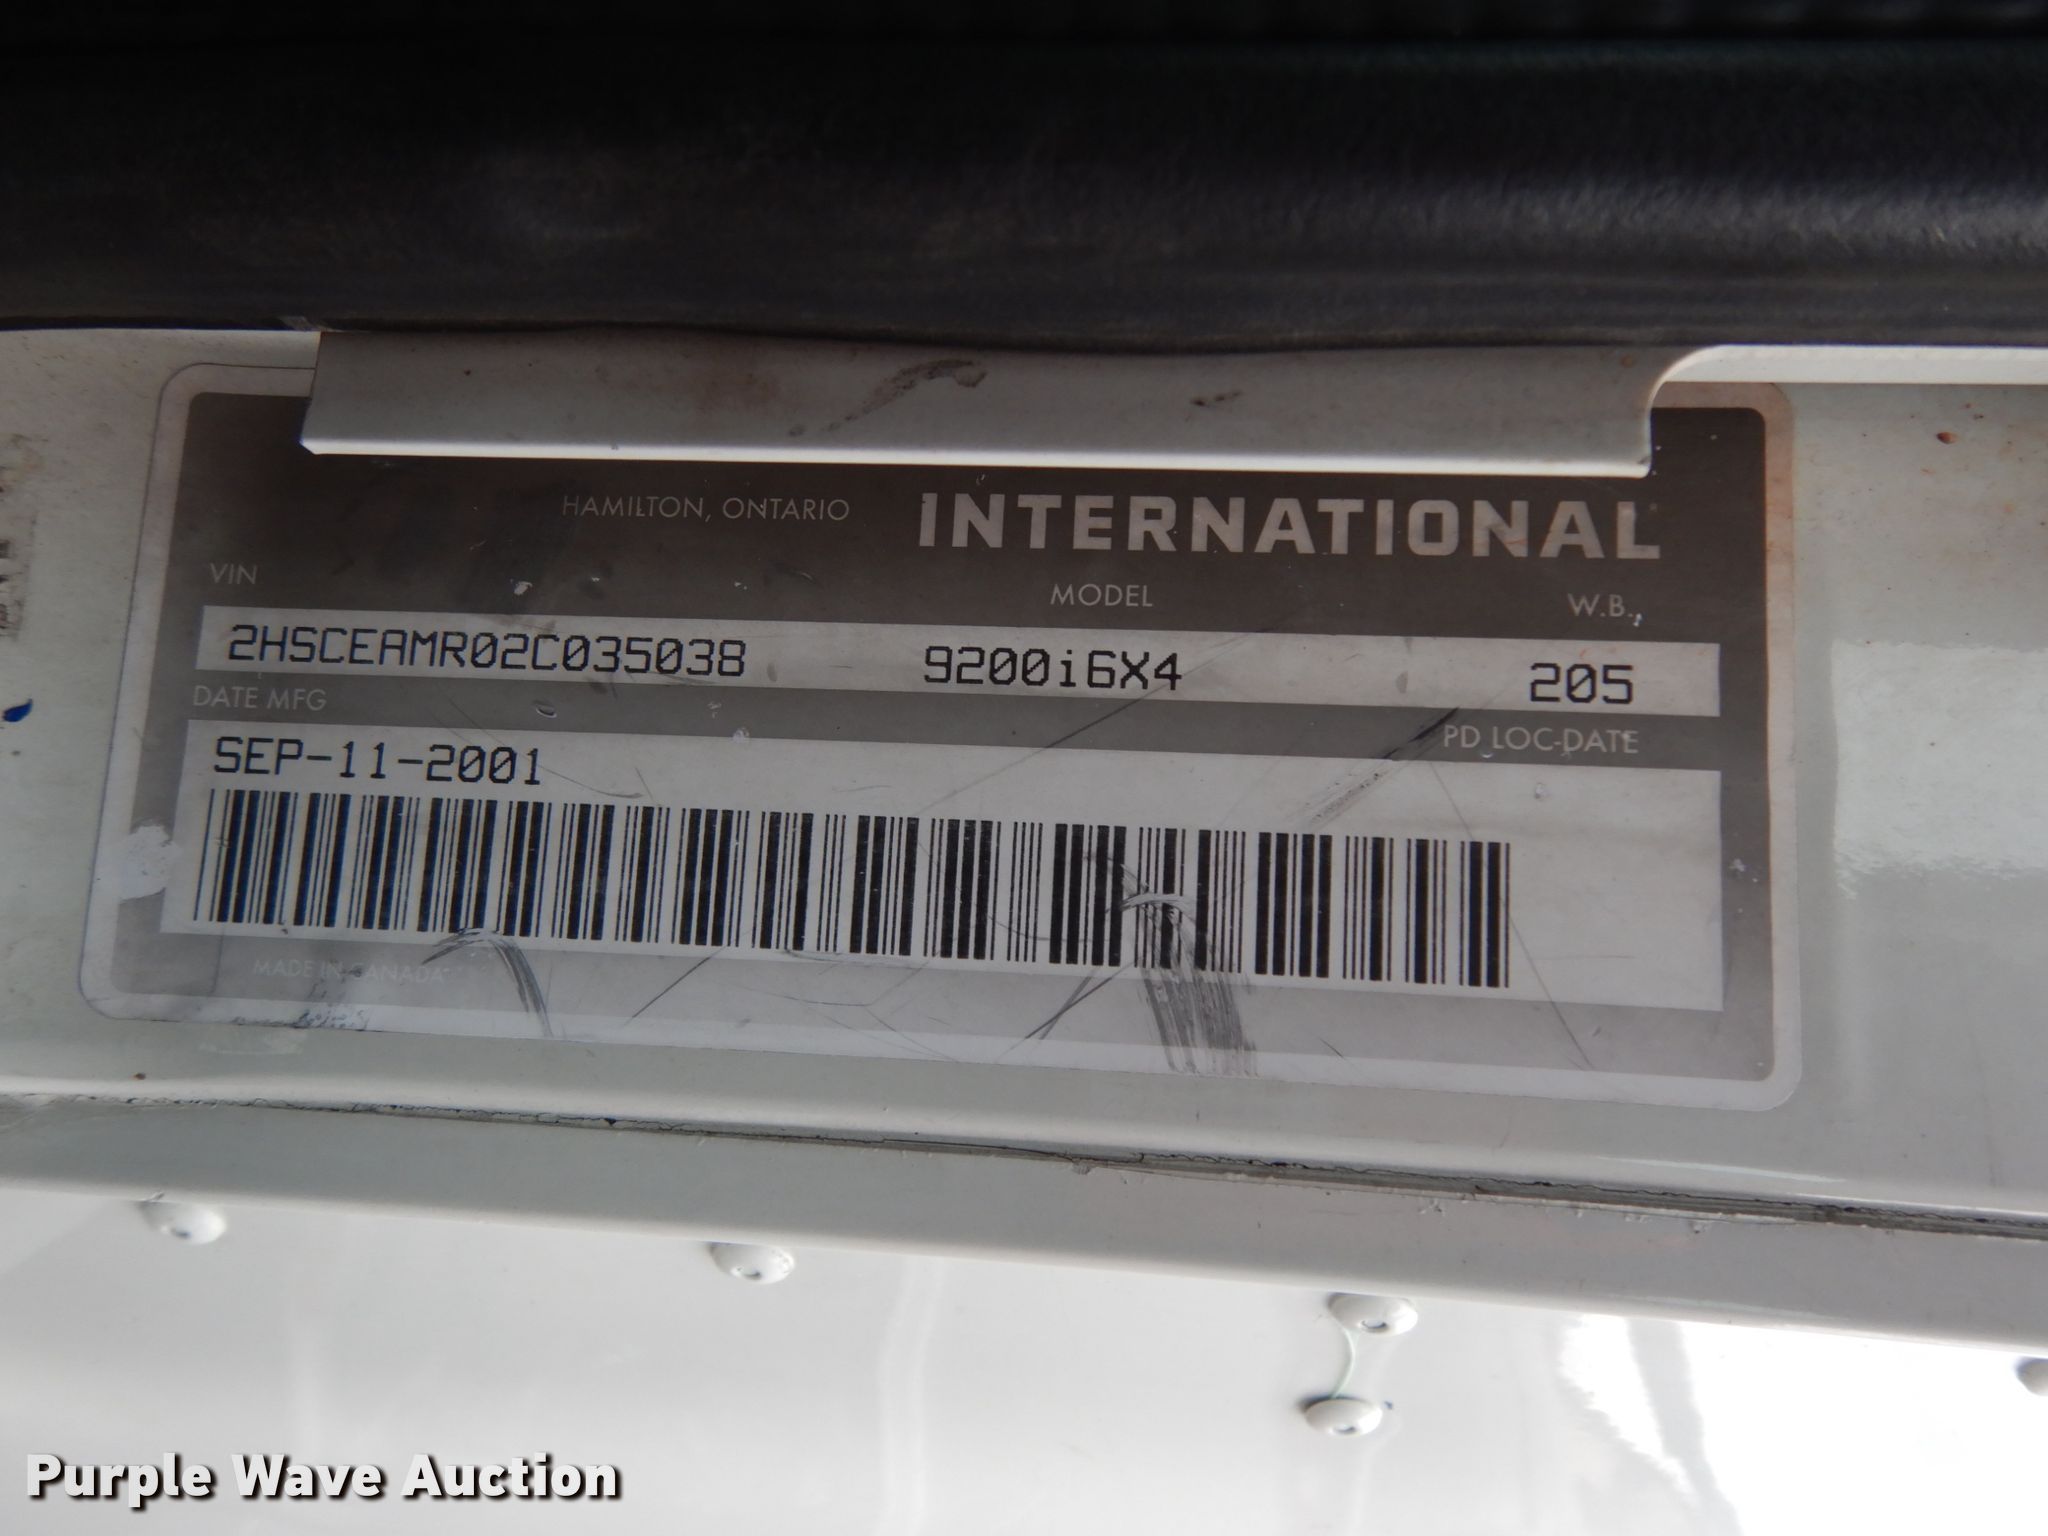 HAMILTON, ONTARIO INTERNATIONAL
VIN MODEL W.B.
2HSCEAMR02C035038 9200i6X4 205
DATE MFG PD LOC-DATE
SEP-11-2001
MADE IN CANADA
Purple Wave Auction